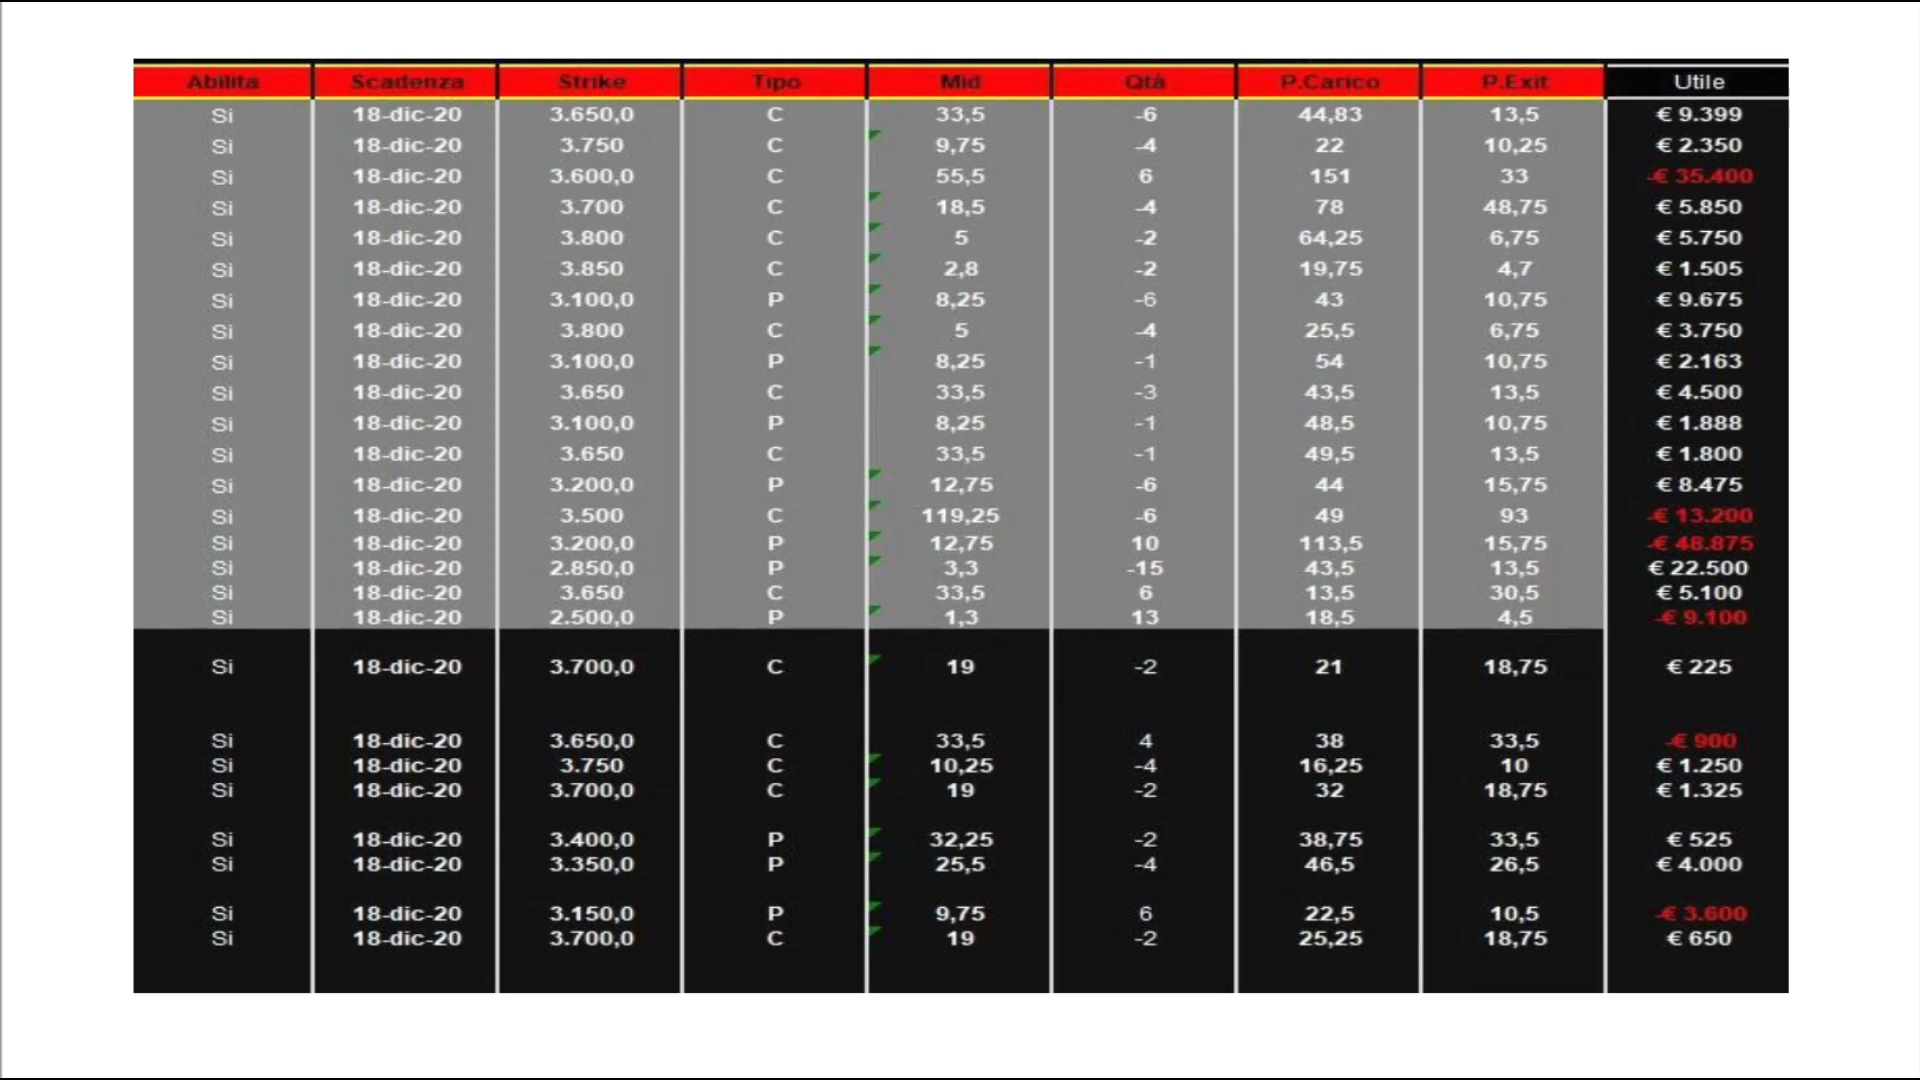 Abilita Scadenza Strike Tipo Mid Qtà P.Carico P.Exit Utile
Si 18-dic-20 3.650,0 C 33,5 -6 44,83 13,5 € 9.399
Si 18-dic-20 3.750 C 9,75 -4 22 10,25 € 2.350
Si 18-dic-20 3.600,0 C 55,5 6 151 33 -€ 35.400
Si 18-dic-20 3.700 C 18,5 -4 78 48,75 € 5.850
Si 18-dic-20 3.800 C 5 -2 64,25 6,75 € 5.750
Si 18-dic-20 3.850 C 2,8 -2 19,75 4,7 € 1.505
Si 18-dic-20 3.100,0 P 8,25 -6 43 10,75 € 9.675
Si 18-dic-20 3.800 C 5 -4 25,5 6,75 € 3.750
Si 18-dic-20 3.100,0 P 8,25 -1 54 10,75 € 2.163
Si 18-dic-20 3.650 C 33,5 -3 43,5 13,5 € 4.500
Si 18-dic-20 3.100,0 P 8,25 -1 48,5 10,75 € 1.888
Si 18-dic-20 3.650 C 33,5 -1 49,5 13,5 € 1.800
Si 18-dic-20 3.200,0 P 12,75 -6 44 15,75 € 8.475
Si 18-dic-20 3.500 C 119,25 -6 49 93 -€ 13.200
Si 18-dic-20 3.200,0 P 12,75 10 113,5 15,75 -€ 48.875
Si 18-dic-20 2.850,0 P 3,3 -15 43,5 13,5 € 22.500
Si 18-dic-20 3.650 C 33,5 6 13,5 30,5 € 5.100
Si 18-dic-20 2.500,0 P 1,3 13 18,5 4,5 -€ 9.100
Si 18-dic-20 3.700,0 C 19 -2 21 18,75 € 225
Si 18-dic-20 3.650,0 C 33,5 4 38 33,5 -€ 900
Si 18-dic-20 3.750 C 10,25 -4 16,25 10 € 1.250
Si 18-dic-20 3.700,0 C 19 -2 32 18,75 € 1.325
Si 18-dic-20 3.400,0 P 32,25 -2 38,75 33,5 € 525
Si 18-dic-20 3.350,0 P 25,5 -4 46,5 26,5 € 4.000
Si 18-dic-20 3.150,0 P 9,75 6 22,5 10,5 -€ 3.600
Si 18-dic-20 3.700,0 C 19 -2 25,25 18,75 € 650